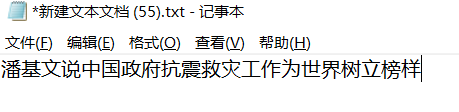 *新建文本文档 (55).txt - 记事本
文件(F) 编辑(E) 格式(O) 查看(V) 帮助(H)
潘基文说中国政府抗震救灾工作为世界树立榜样